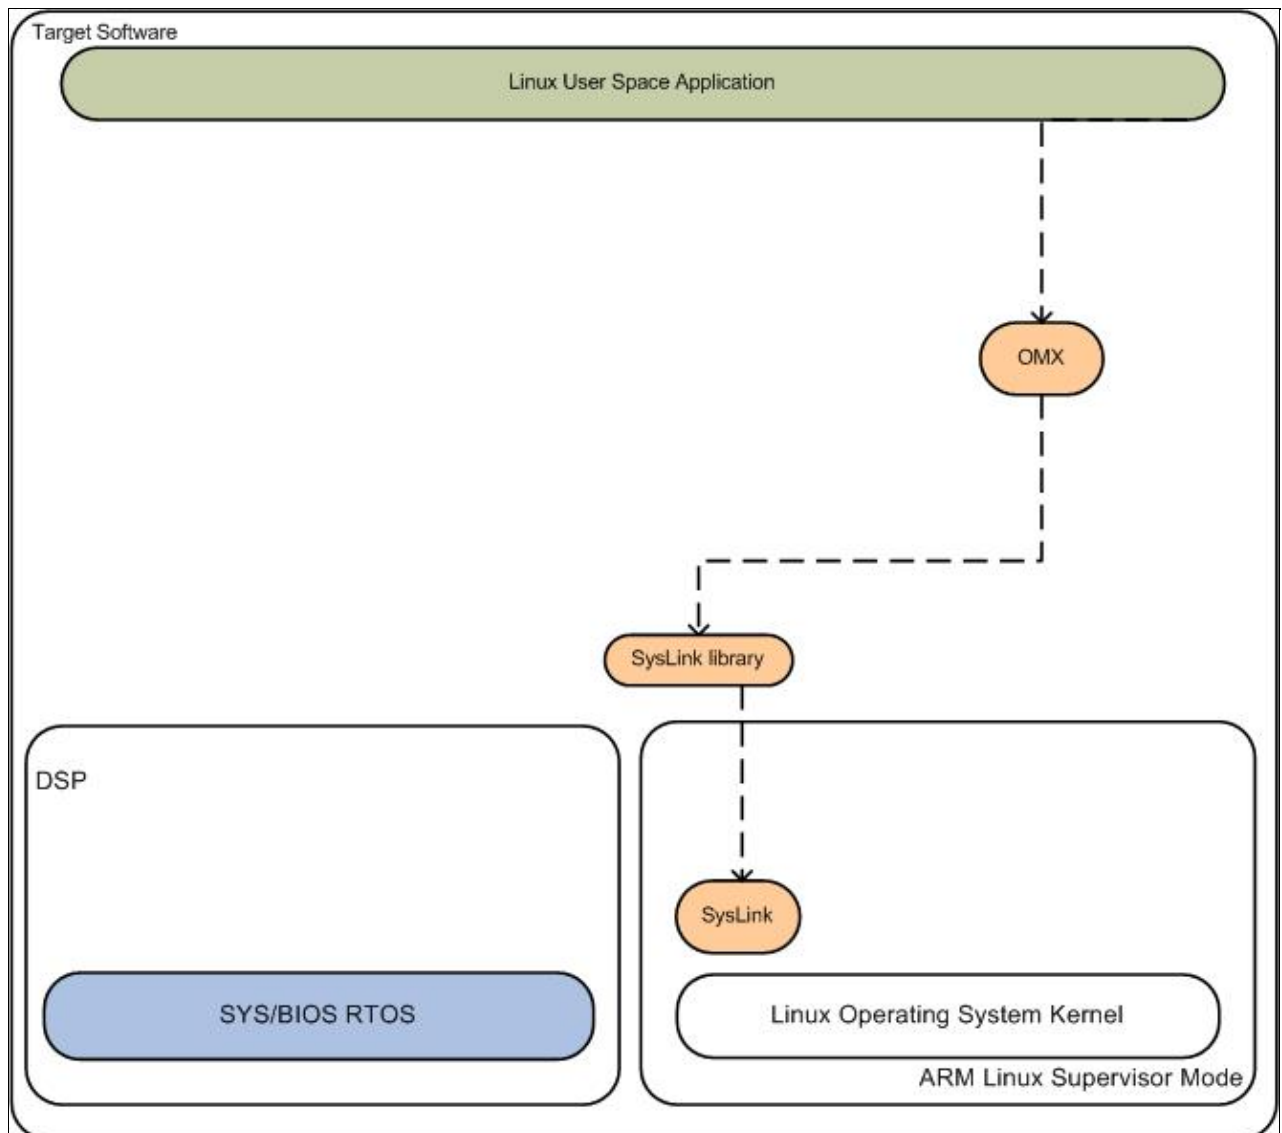 Target Software
Linux User Space Application
OMX
SysLink library
DSP
SysLink
SYS/BIOS RTOS
Linux Operating System Kernel
ARM Linux Supervisor Mode